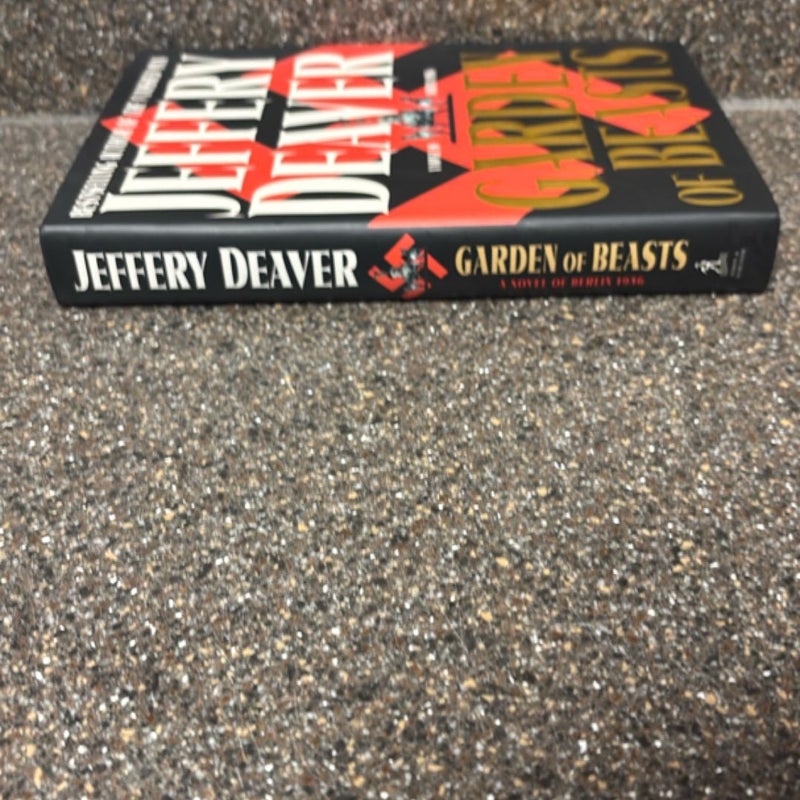 JEFFERY
DEAVER
GARDEN
OF BEASTS
JEFFERY DEAVER
GARDEN OF BEASTS
A NOVEL OF BERLIN 1936